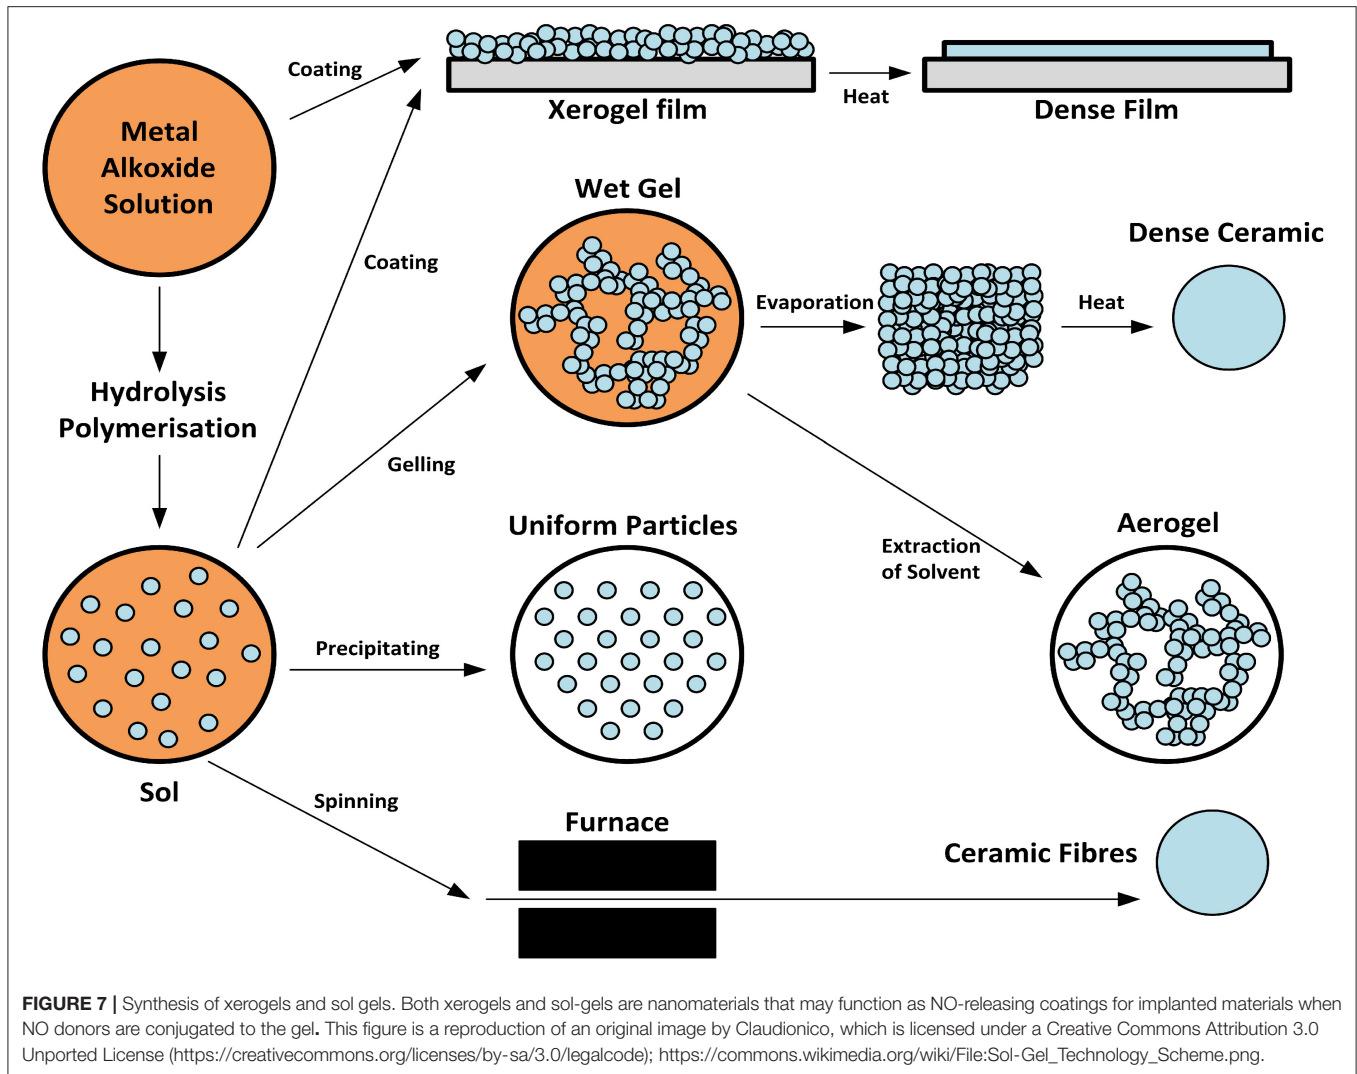 Metal
Alkoxide
Solution
Coating
Xerogel film
Heat
Dense Film
Coating
Wet Gel
Evaporation
Heat
Dense Ceramic
Hydrolysis
Polymerisation
Gelling
Extraction
of Solvent
Aerogel
Uniform Particles
Precipitating
Sol
Spinning
Furnace
Ceramic Fibres
FIGURE 7 | Synthesis of xerogels and sol gels. Both xerogels and sol-gels are nanomaterials that may function as NO-releasing coatings for implanted materials when
NO donors are conjugated to the gel. This figure is a reproduction of an original image by Claudionico, which is licensed under a Creative Commons Attribution 3.0
Unported License (https://creativecommons.org/licenses/by-sa/3.0/legalcode); https://commons.wikimedia.org/wiki/File:Sol-Gel_Technology_Scheme.png.